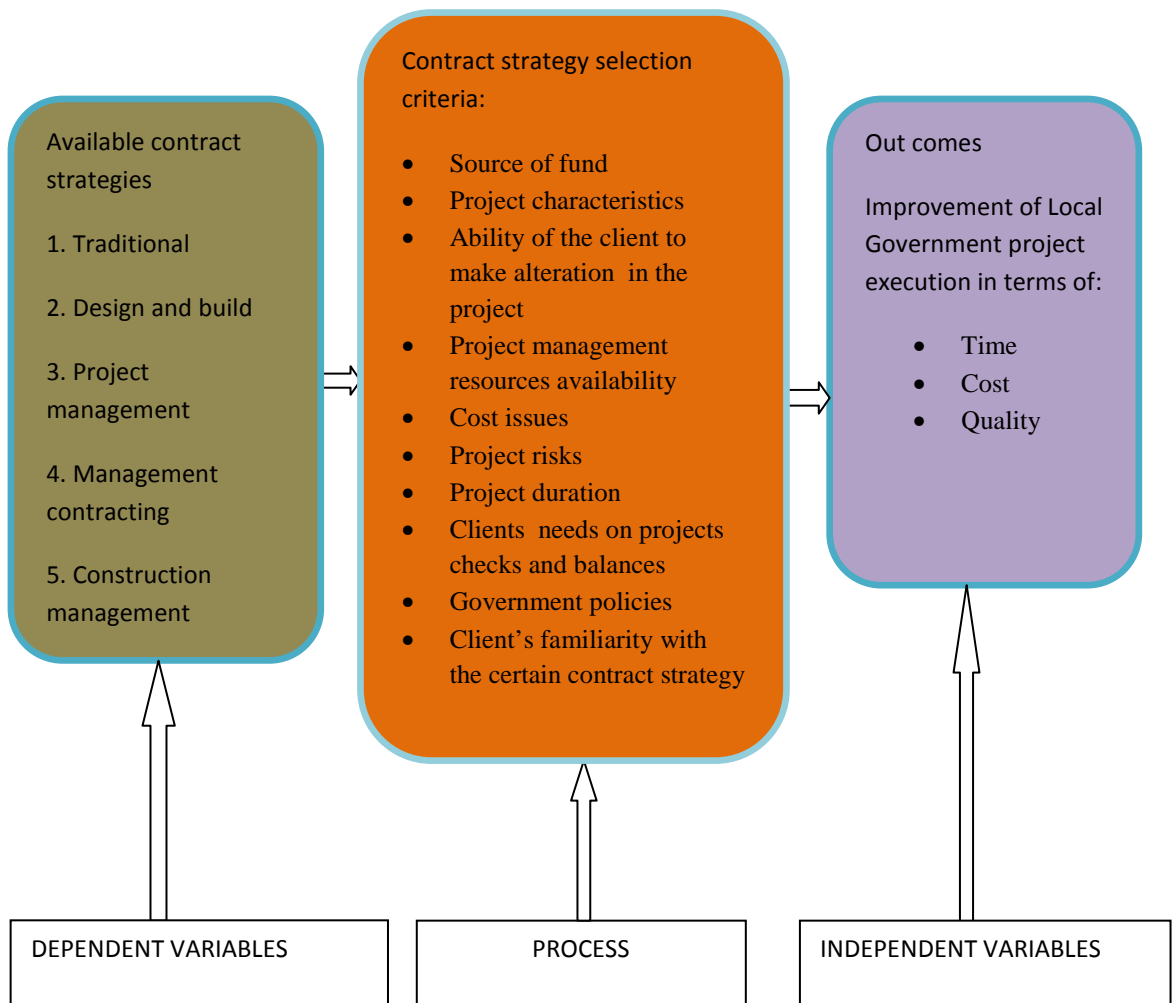 Available contract
strategies
1. Traditional
2. Design and build
3. Project
management
4. Management
contracting
5. Construction
management
Contract strategy selection
criteria:
• Source of fund
• Project characteristics
• Ability of the client to
make alteration in the
project
• Project management
resources availability
• Cost issues
• Project risks
• Project duration
• Clients needs on projects
checks and balances
• Government policies
• Client’s familiarity with
the certain contract strategy
Out comes
Improvement of Local
Government project
execution in terms of:
• Time
• Cost
• Quality
DEPENDENT VARIABLES
PROCESS
INDEPENDENT VARIABLES